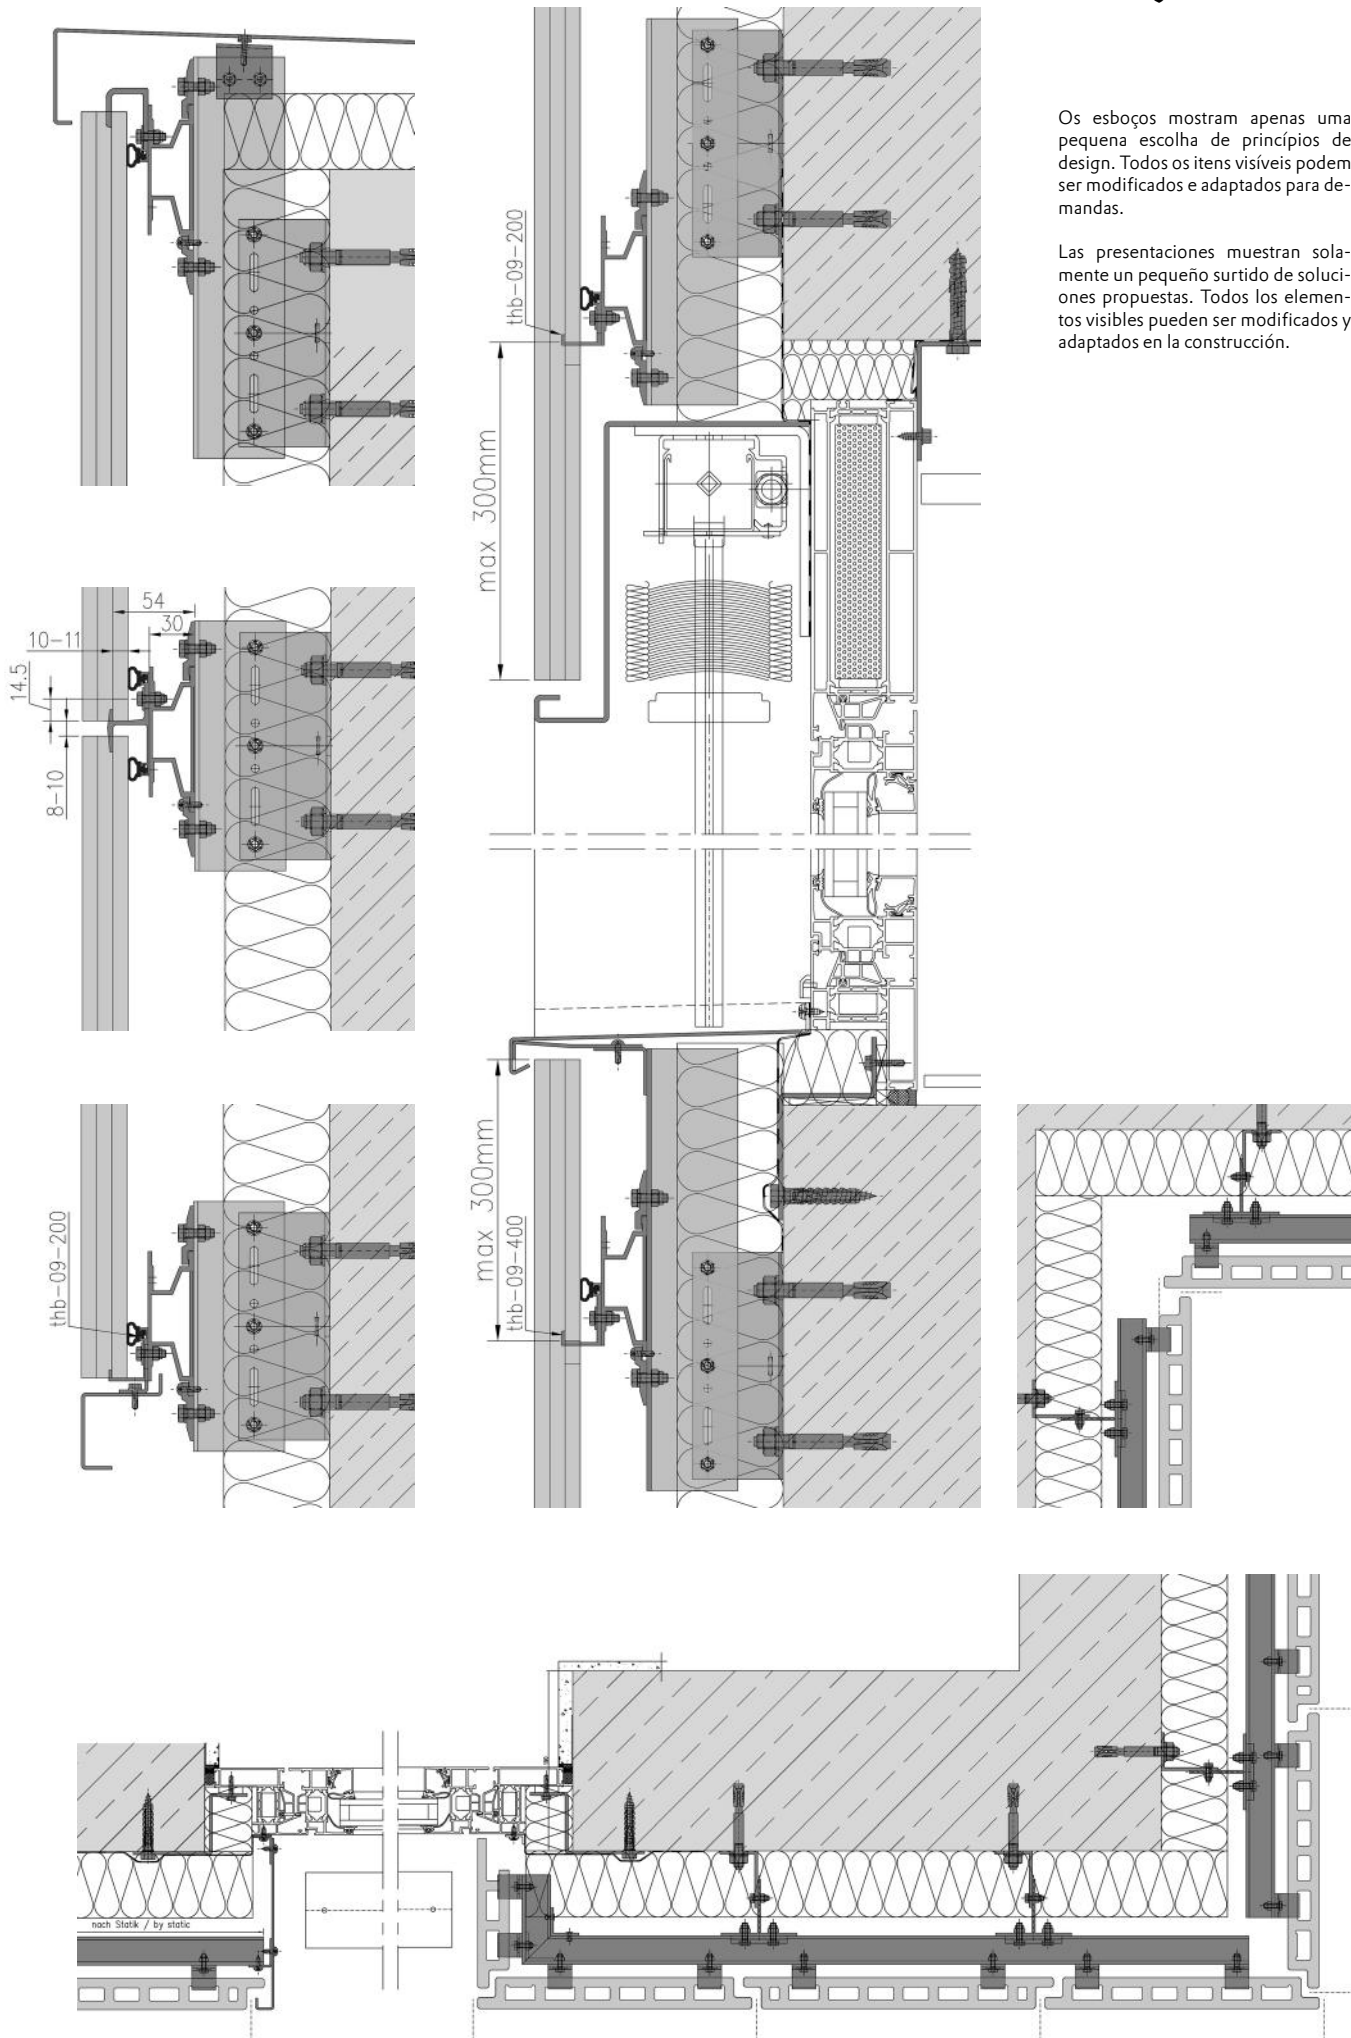 Os esboços mostram apenas uma
pequena escolha de princípios de
design. Todos os itens visíveis podem
ser modificados e adaptados para de-
mandas.
Las presentaciones muestran sola-
mente un pequeño surtido de soluci-
ones propuestas. Todos los elemen-
tos visibles pueden ser modificados y
adaptados en la construcción.
thb-09-200
max 300mm
54
30
10-11
14.5
8-10
thb-09-200
max 300mm
thb-09-400
nach Statik / by static